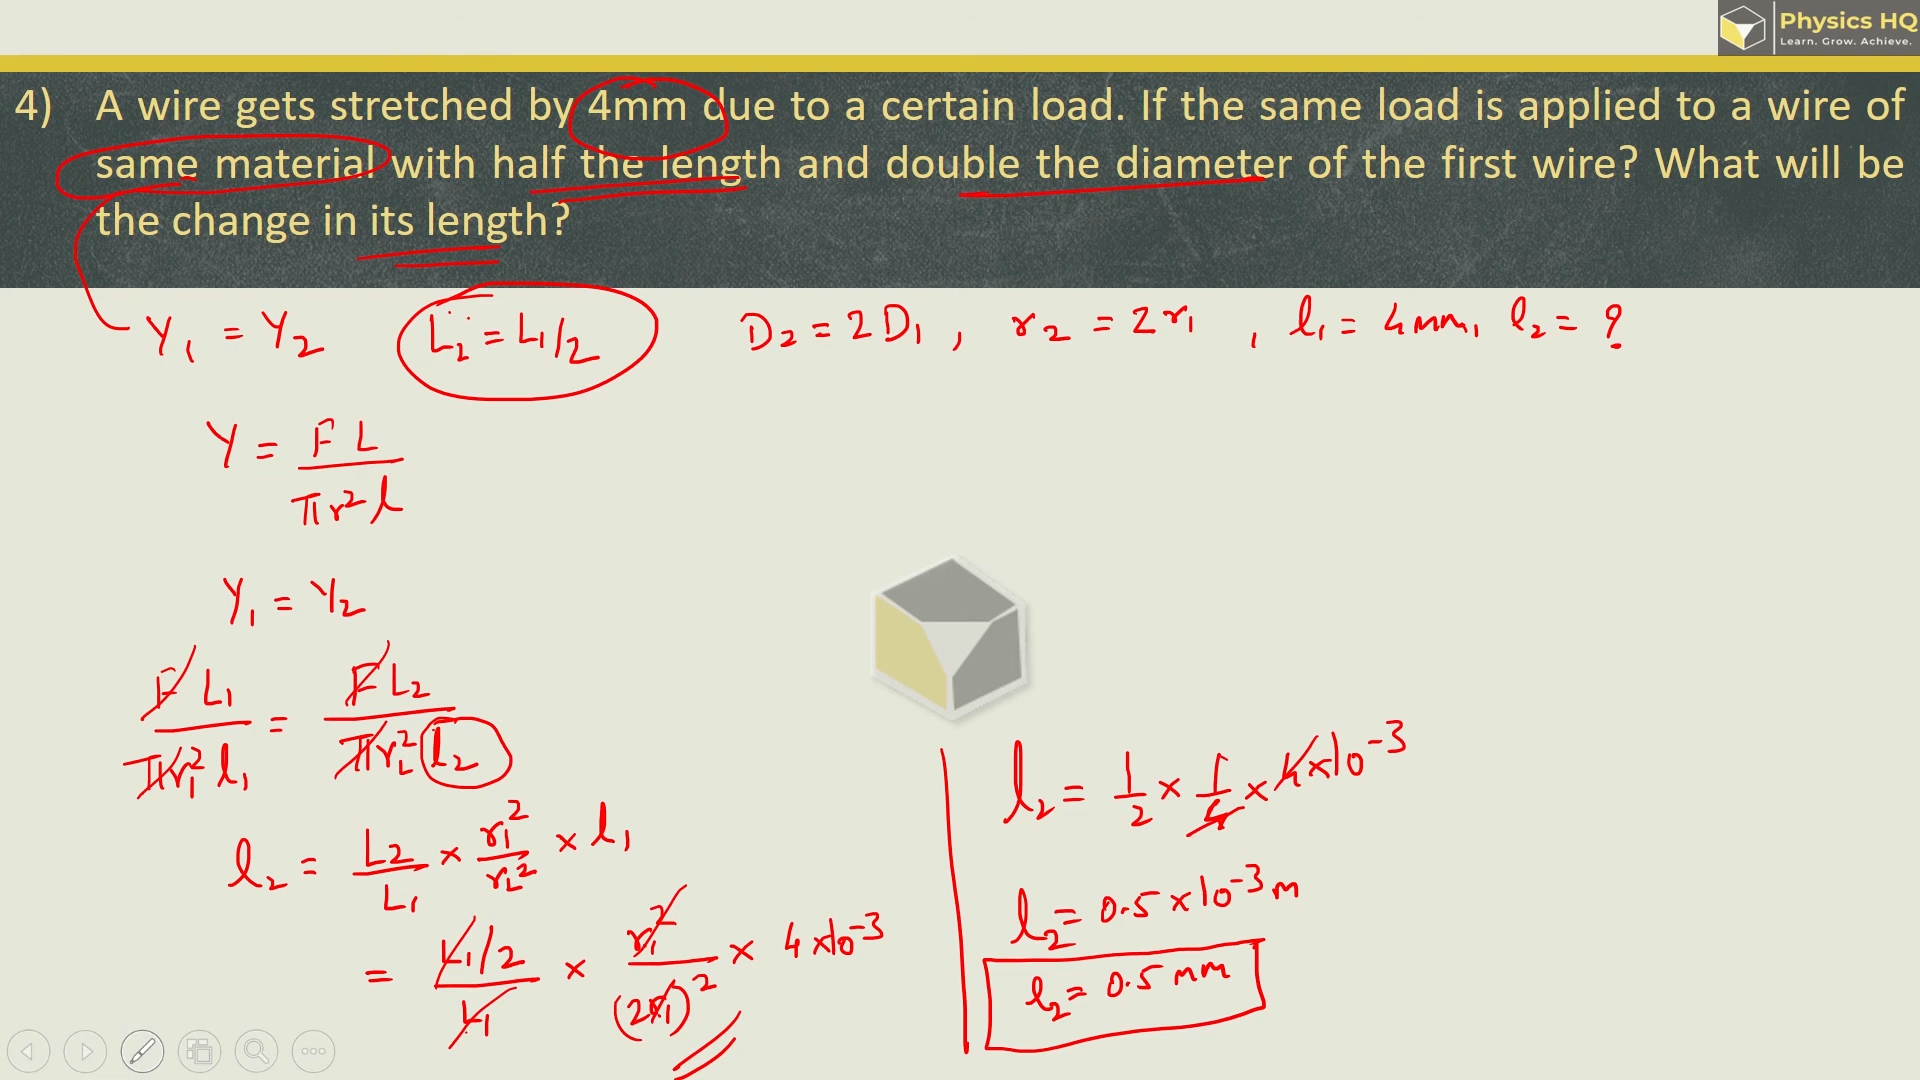 Physics HQ
Learn. Grow. Achieve.
4) A wire gets stretched by 4mm due to a certain load. If the same load is applied to a wire of
same material with half the length and double the diameter of the first wire? What will be
the change in its length?
Y₁ = Y₂ L₂ = L₁/2 D₂ = 2D₁, r₂ = 2r₁, l₁ = 4mm, l₂ = ?
Y = FL / πr²l
Y₁ = Y₂
FL₁ / πr₁²l₁ = FL₂ / πr₂²l₂
l₂ = L₂/L₁ × r₁²/r₂² × l₁
= L₁/2 / L₁ × r₁²/(2r₁)² × 4×10⁻³
l₂ = 1/2 × 1/4 × 4×10⁻³
l₂ = 0.5×10⁻³m
l₂ = 0.5 mm